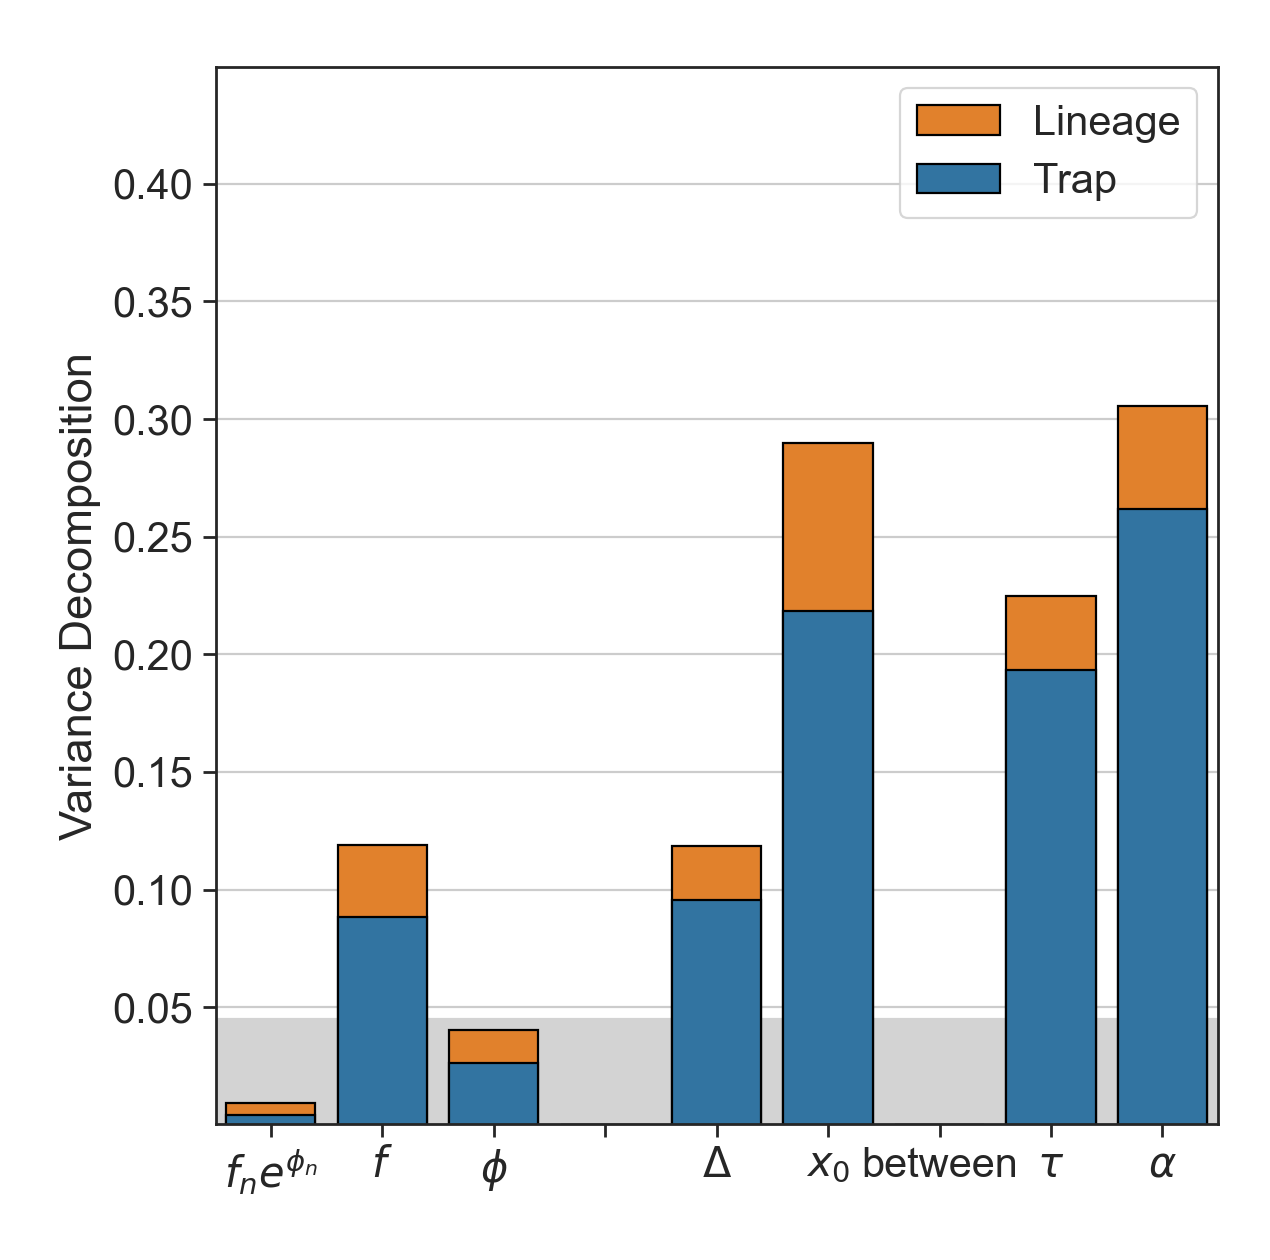 Lineage
Trap
0.40
0.35
0.30
0.25
0.20
0.15
0.10
0.05
Variance Decomposition
fₙe^ϕₙ f ϕ Δ x₀ between τ α